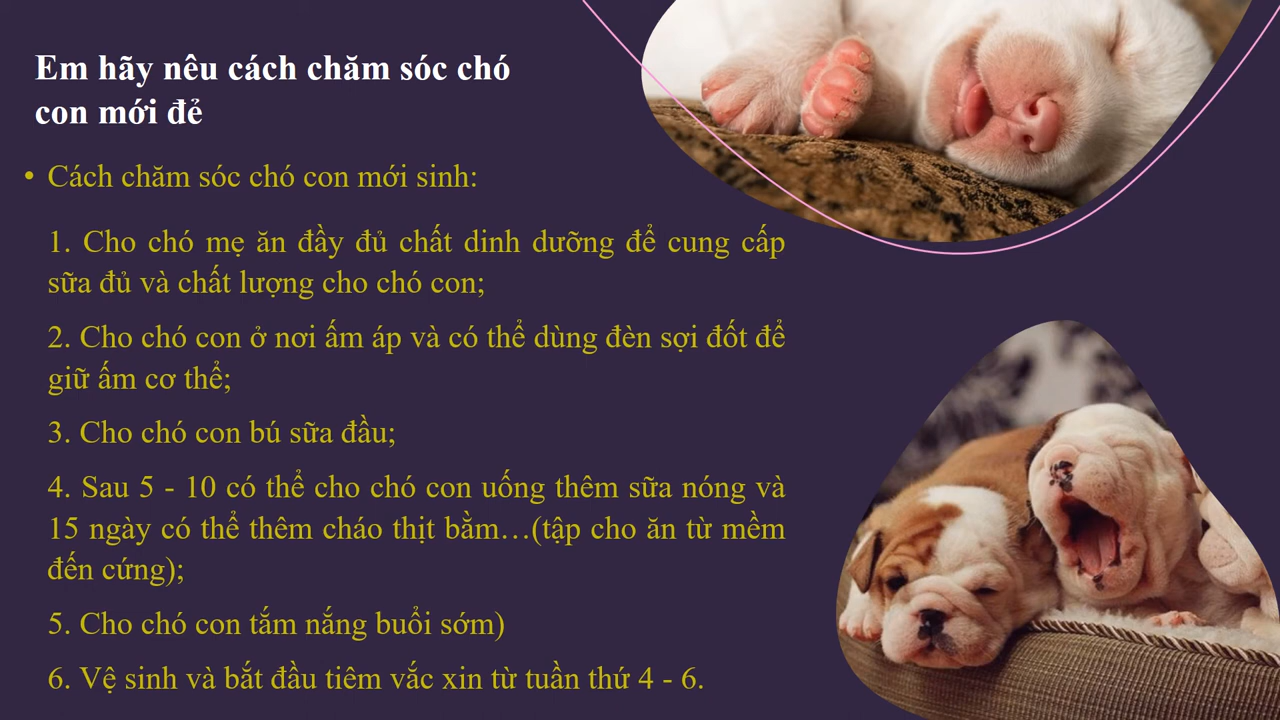 Em hãy nêu cách chăm sóc chó
con mới đẻ
• Cách chăm sóc chó con mới sinh:
1. Cho chó mẹ ăn đầy đủ chất dinh dưỡng để cung cấp
sữa đủ và chất lượng cho chó con;
2. Cho chó con ở nơi ấm áp và có thể dùng đèn sợi đốt để
giữ ấm cơ thể;
3. Cho chó con bú sữa đầu;
4. Sau 5 - 10 có thể cho chó con uống thêm sữa nóng và
15 ngày có thể thêm cháo thịt bằm…(tập cho ăn từ mềm
đến cứng);
5. Cho chó con tắm nắng buổi sớm)
6. Vệ sinh và bắt đầu tiêm vắc xin từ tuần thứ 4 - 6.